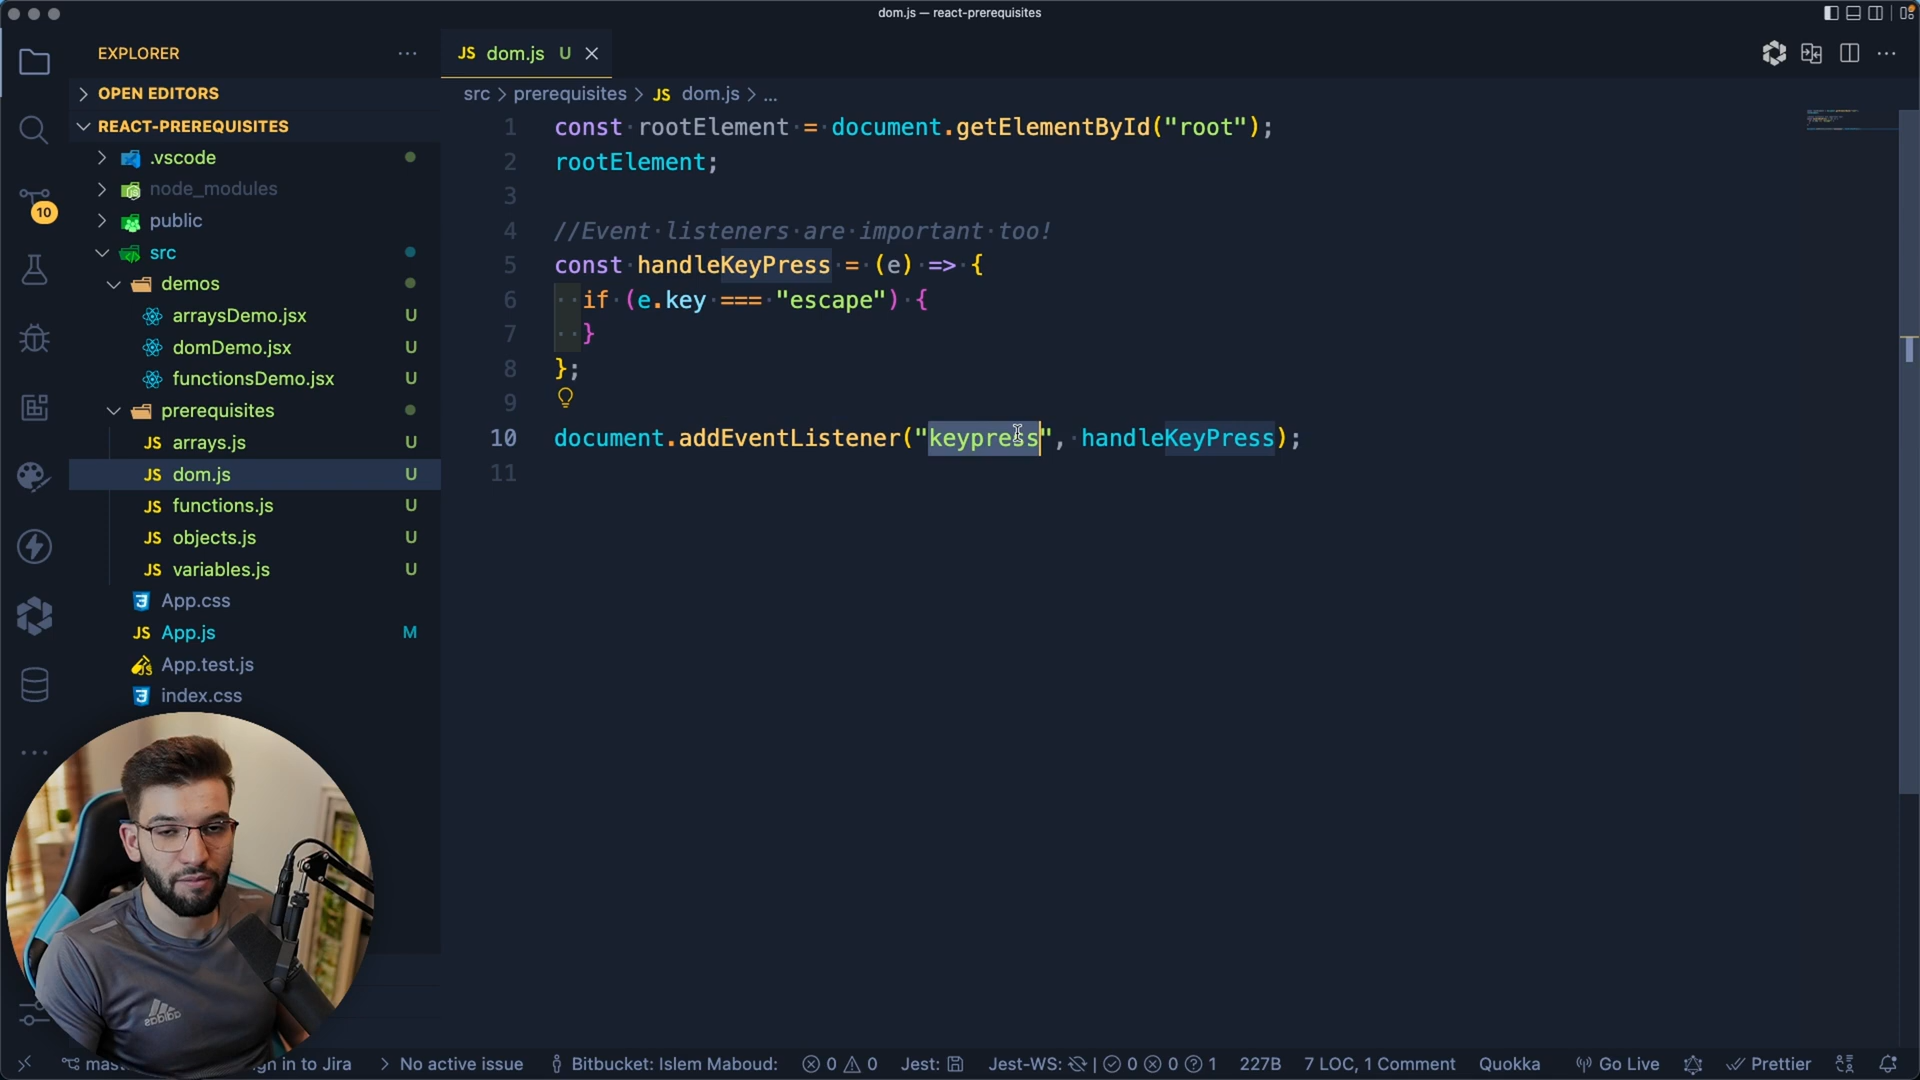 dom.js — react-prerequisites
EXPLORER
OPEN EDITORS
REACT-PREREQUISITES
.vscode
node_modules
public
src
demos
arraysDemo.jsx U
domDemo.jsx U
functionsDemo.jsx U
prerequisites
JS arrays.js U
JS dom.js U
JS functions.js U
JS objects.js U
JS variables.js U
App.css
JS App.js M
App.test.js
index.css
10
JS dom.js U
src > prerequisites > JS dom.js > ...
1 const rootElement = document.getElementById("root");
2 rootElement;
3
4 //Event listeners are important too!
5 const handleKeyPress = (e) => {
6 if (e.key === "escape") {
7 }
8 };
9
10 document.addEventListener("keypress", handleKeyPress);
11
adidas
in to Jira > No active issue Bitbucket: Islem Maboud: 0 0 Jest: Jest-WS: | 0 0 1 227B 7 LOC, 1 Comment Quokka Go Live Prettier